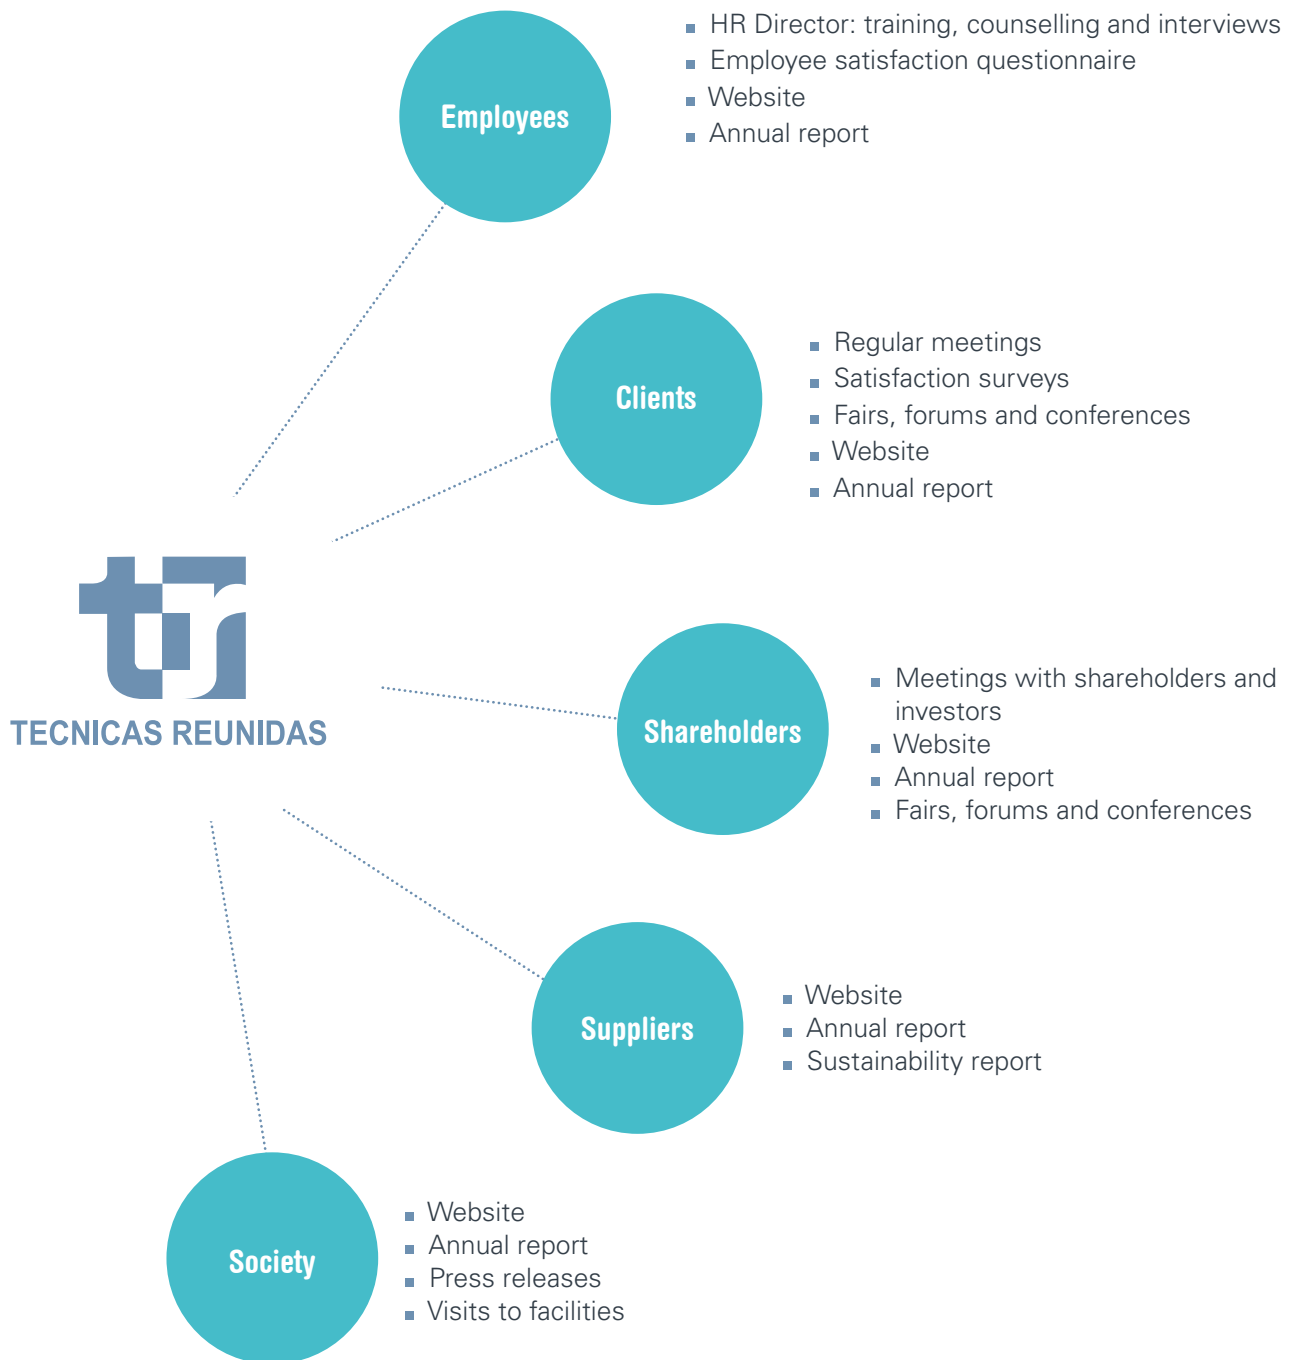 HR Director: training, counselling and interviews
Employee satisfaction questionnaire
Website
Annual report
Employees
Regular meetings
Satisfaction surveys
Fairs, forums and conferences
Website
Annual report
Clients
tr
TECNICAS REUNIDAS
Meetings with shareholders and
investors
Website
Annual report
Fairs, forums and conferences
Shareholders
Website
Annual report
Sustainability report
Suppliers
Website
Annual report
Press releases
Visits to facilities
Society